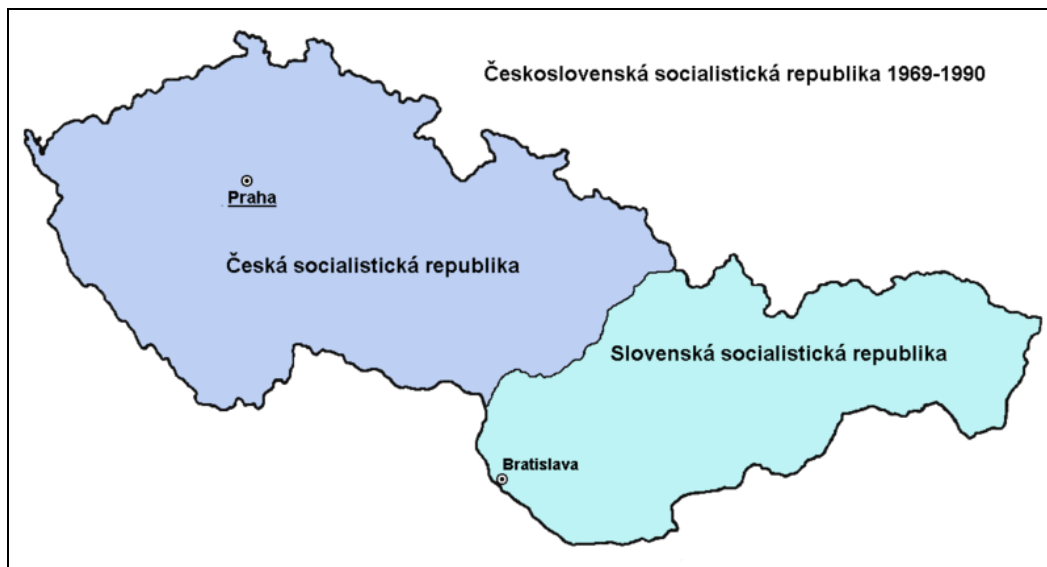 Československá socialistická republika 1969-1990
Praha
Česká socialistická republika
Slovenská socialistická republika
Bratislava